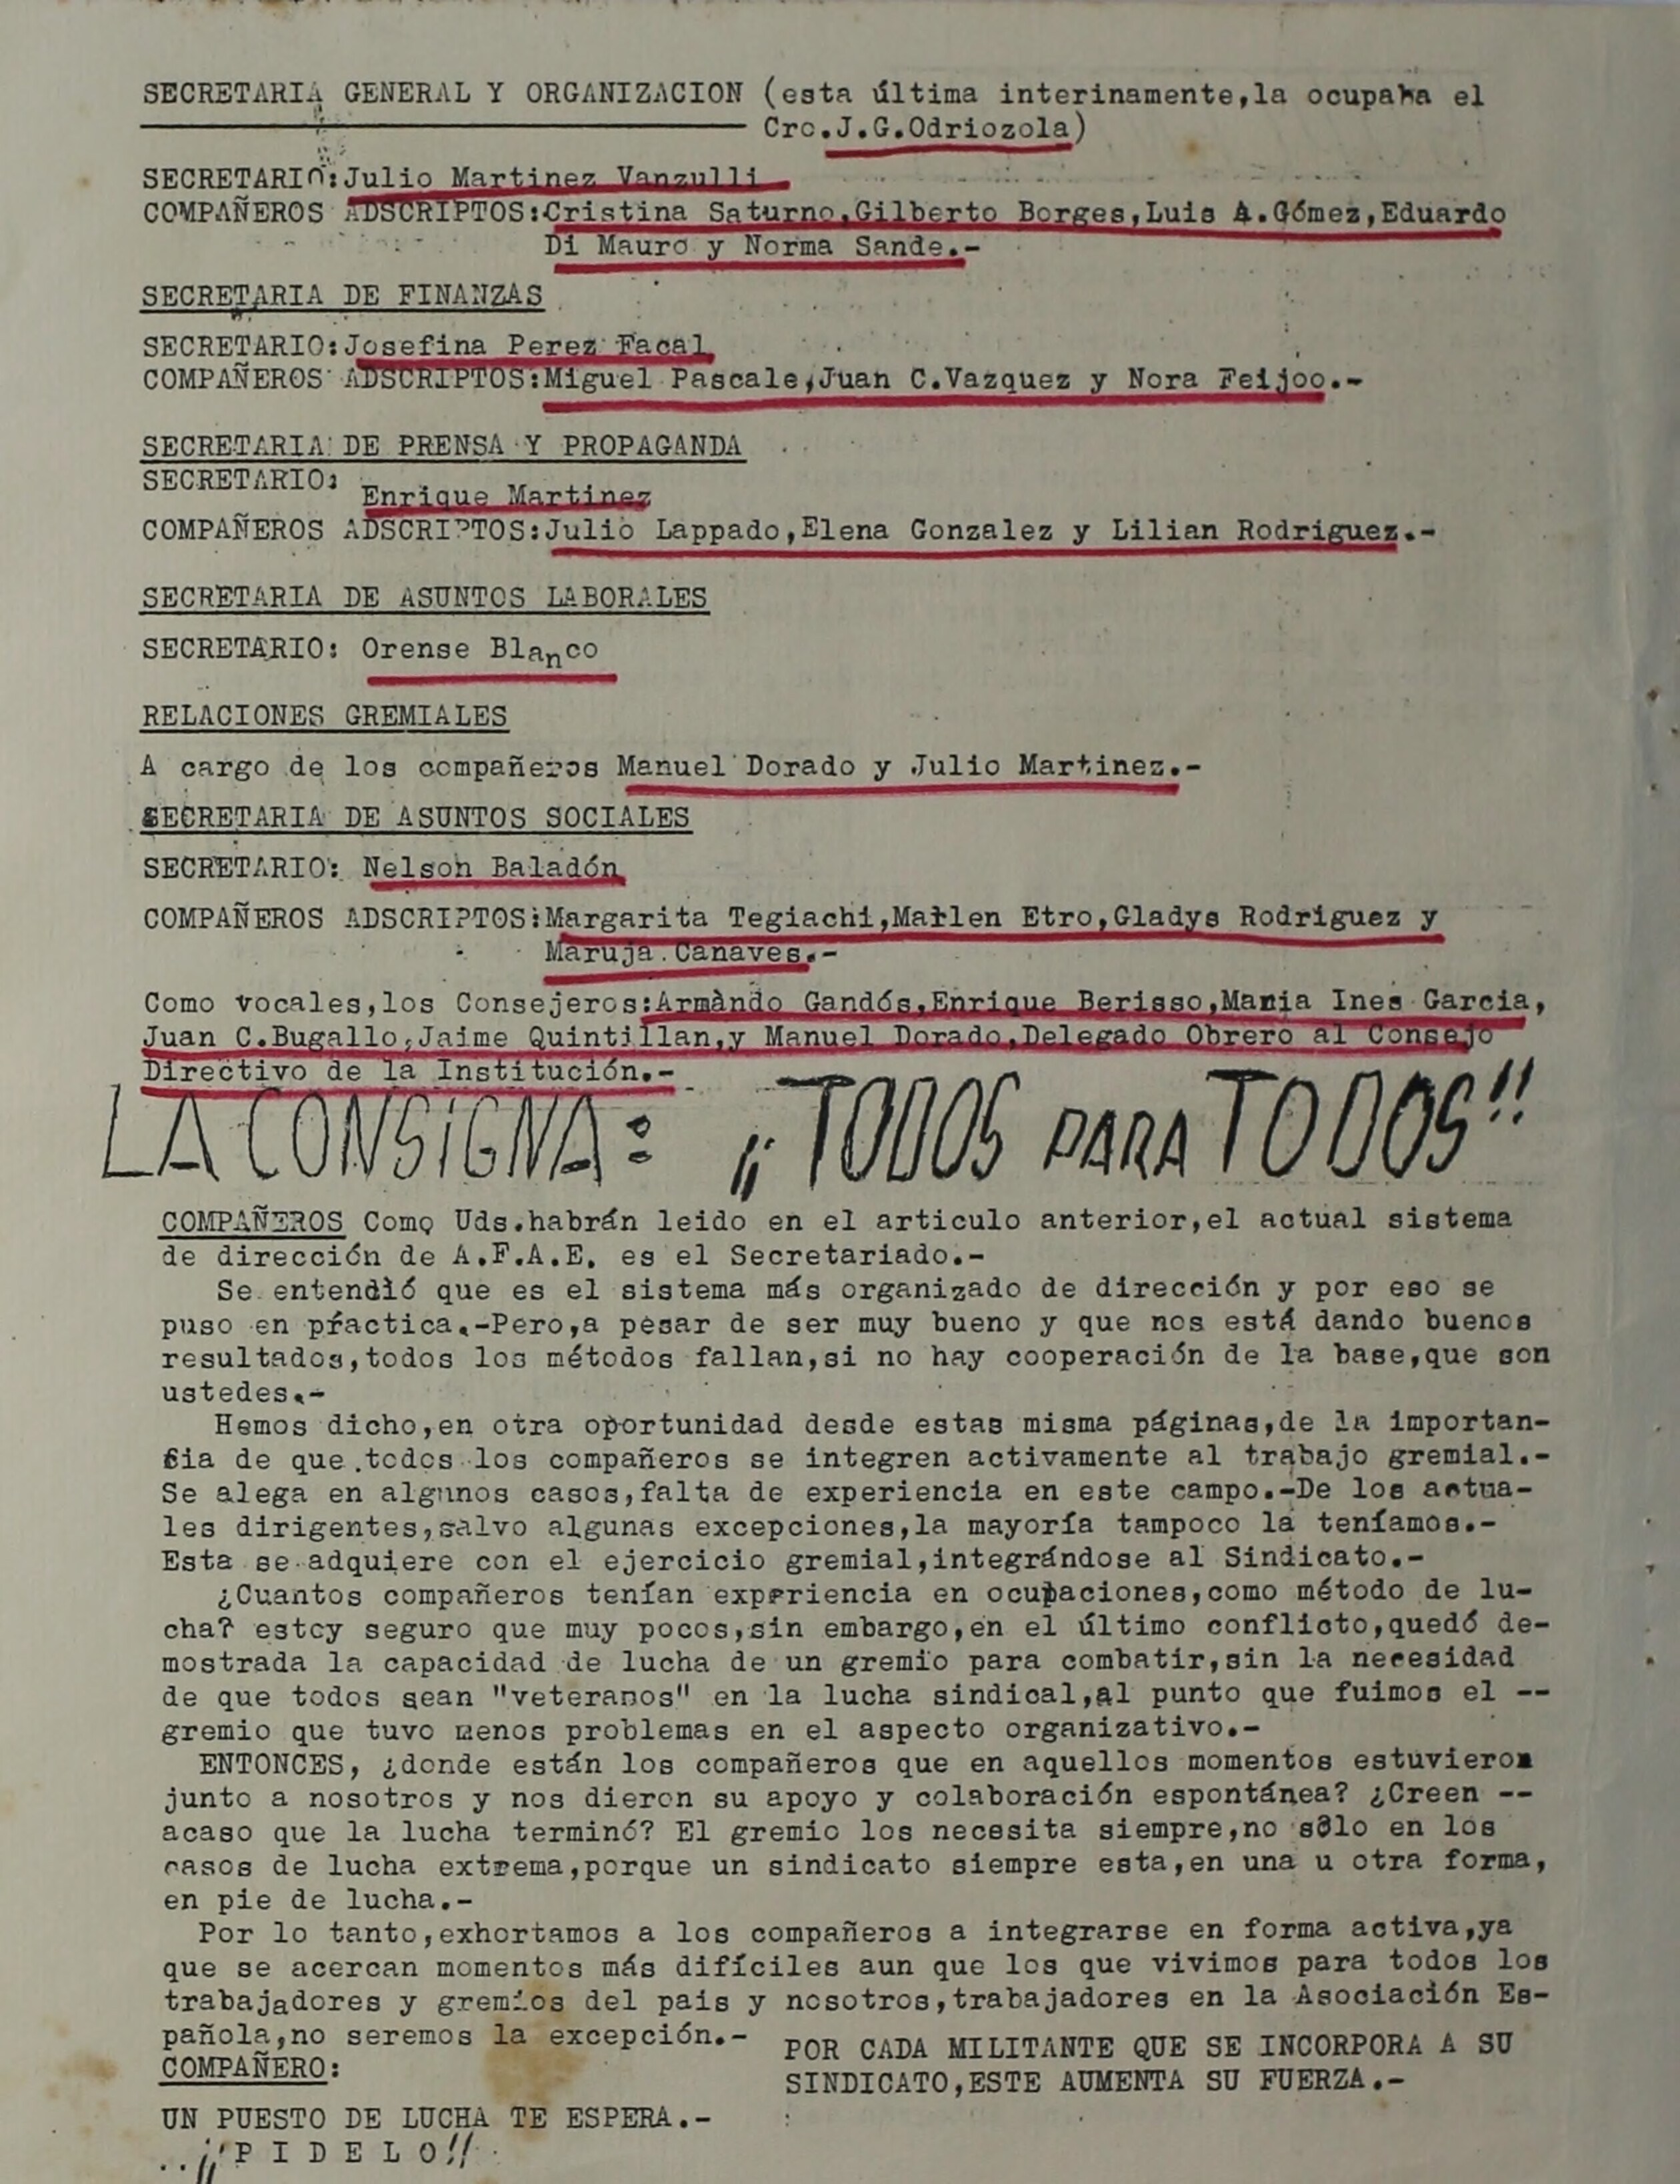 SECRETARIA GENERAL Y ORGANIZACION (esta última interinamente,la ocupaba el
Cro.J.G.Odriozola)
SECRETARIO:Julio Martinez Vanzulli
COMPAÑEROS ADSCRIPTOS:Cristina Saturno,Gilberto Borges,Luis A.Gómez,Eduardo
Di Mauro y Norma Sande.-
SECRETARIA DE FINANZAS
SECRETARIO:Josefina Perez Facal
COMPAÑEROS ADSCRIPTOS:Miguel Pascale,Juan C.Vazquez y Nora Feijoo.-
SECRETARIA DE PRENSA Y PROPAGANDA
SECRETARIO:
Enrique Martinez
COMPAÑEROS ADSCRIPTOS:Julio Lappado,Elena Gonzalez y Lilian Rodriguez.-
SECRETARIA DE ASUNTOS LABORALES
SECRETARIO: Orense Blanco
RELACIONES GREMIALES
A cargo de los compañeros Manuel Dorado y Julio Martinez.-
SECRETARIA DE ASUNTOS SOCIALES
SECRETARIO: Nelson Baladón
COMPAÑEROS ADSCRIPTOS:Margarita Tegiachi,Marlen Etro,Gladys Rodriguez y
Maruja Canaves.-
Como vocales,los Consejeros:Armàndo Gandós,Enrique Berisso,Maria Ines Garcia,
Juan C.Bugallo,Jaime Quintillan,y Manuel Dorado,Delegado Obrero al Consejo
Directivo de la Institución.-
LA CONSIGNA: ¡¡TODOS PARA TODOS!!
COMPAÑEROS Como Uds.habrán leido en el articulo anterior,el actual sistema
de dirección de A.F.A.E. es el Secretariado.-
Se entendió que es el sistema más organizado de dirección y por eso se
puso en práctica.-Pero,a pesar de ser muy bueno y que nos está dando buenos
resultados,todos los métodos fallan,si no hay cooperación de la base,que son
ustedes.-
Hemos dicho,en otra oportunidad desde estas misma páginas,de la importan-
cia de que todos los compañeros se integren activamente al trabajo gremial.-
Se alega en algunos casos,falta de experiencia en este campo.-De los actua-
les dirigentes,salvo algunas excepciones,la mayoría tampoco la teníamos.-
Esta se adquiere con el ejercicio gremial,integrándose al Sindicato.-
¿Cuantos compañeros tenían experiencia en ocupaciones,como método de lu-
cha? estoy seguro que muy pocos,sin embargo,en el último conflicto,quedó de-
mostrada la capacidad de lucha de un gremio para combatir,sin la necesidad
de que todos sean "veteranos" en la lucha sindical,al punto que fuimos el --
gremio que tuvo menos problemas en el aspecto organizativo.-
ENTONCES, ¿donde están los compañeros que en aquellos momentos estuvieron
junto a nosotros y nos dieron su apoyo y colaboración espontánea? ¿Creen --
acaso que la lucha terminó? El gremio los necesita siempre,no sólo en los
casos de lucha extrema,porque un sindicato siempre esta,en una u otra forma,
en pie de lucha.-
Por lo tanto,exhortamos a los compañeros a integrarse en forma activa,ya
que se acercan momentos más difíciles aun que los que vivimos para todos los
trabajadores y gremios del pais y nosotros,trabajadores en la Asociación Es-
pañola,no seremos la excepción.-
COMPAÑERO:
UN PUESTO DE LUCHA TE ESPERA.-
..¡¡P I D E L O!!
POR CADA MILITANTE QUE SE INCORPORA A SU
SINDICATO,ESTE AUMENTA SU FUERZA.-